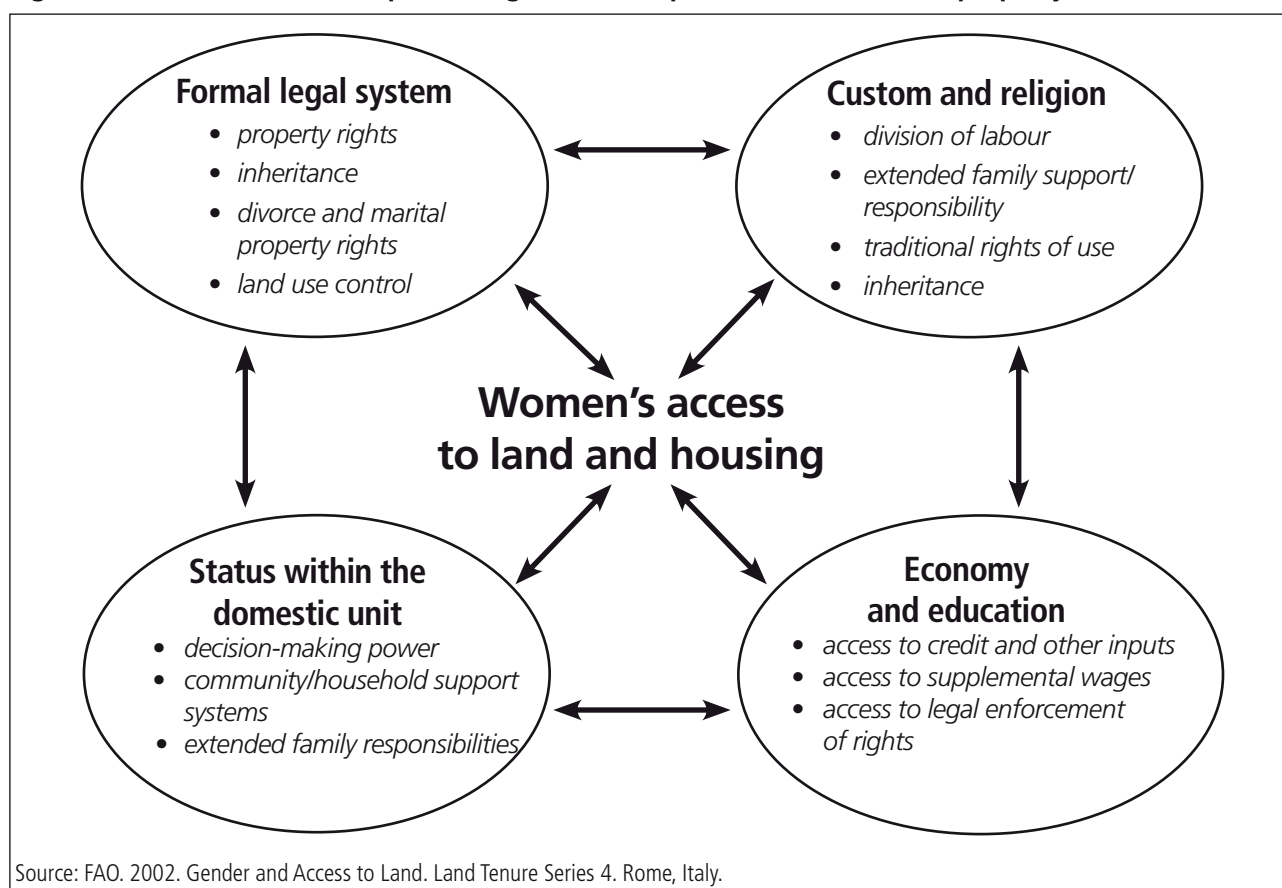 Formal legal system
• property rights
• inheritance
• divorce and marital
property rights
• land use control
Custom and religion
• division of labour
• extended family support/
responsibility
• traditional rights of use
• inheritance
Women's access
to land and housing
Status within the
domestic unit
• decision-making power
• community/household support
systems
• extended family responsibilities
Economy
and education
• access to credit and other inputs
• access to supplemental wages
• access to legal enforcement
of rights
Source: FAO. 2002. Gender and Access to Land. Land Tenure Series 4. Rome, Italy.